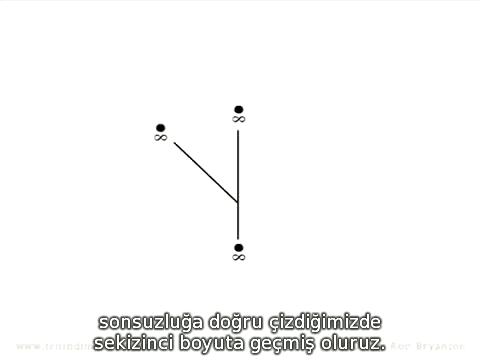 ∞
∞
∞
sonsuzluğa doğru çizdiğimizde
sekizinci boyuta geçmiş oluruz.